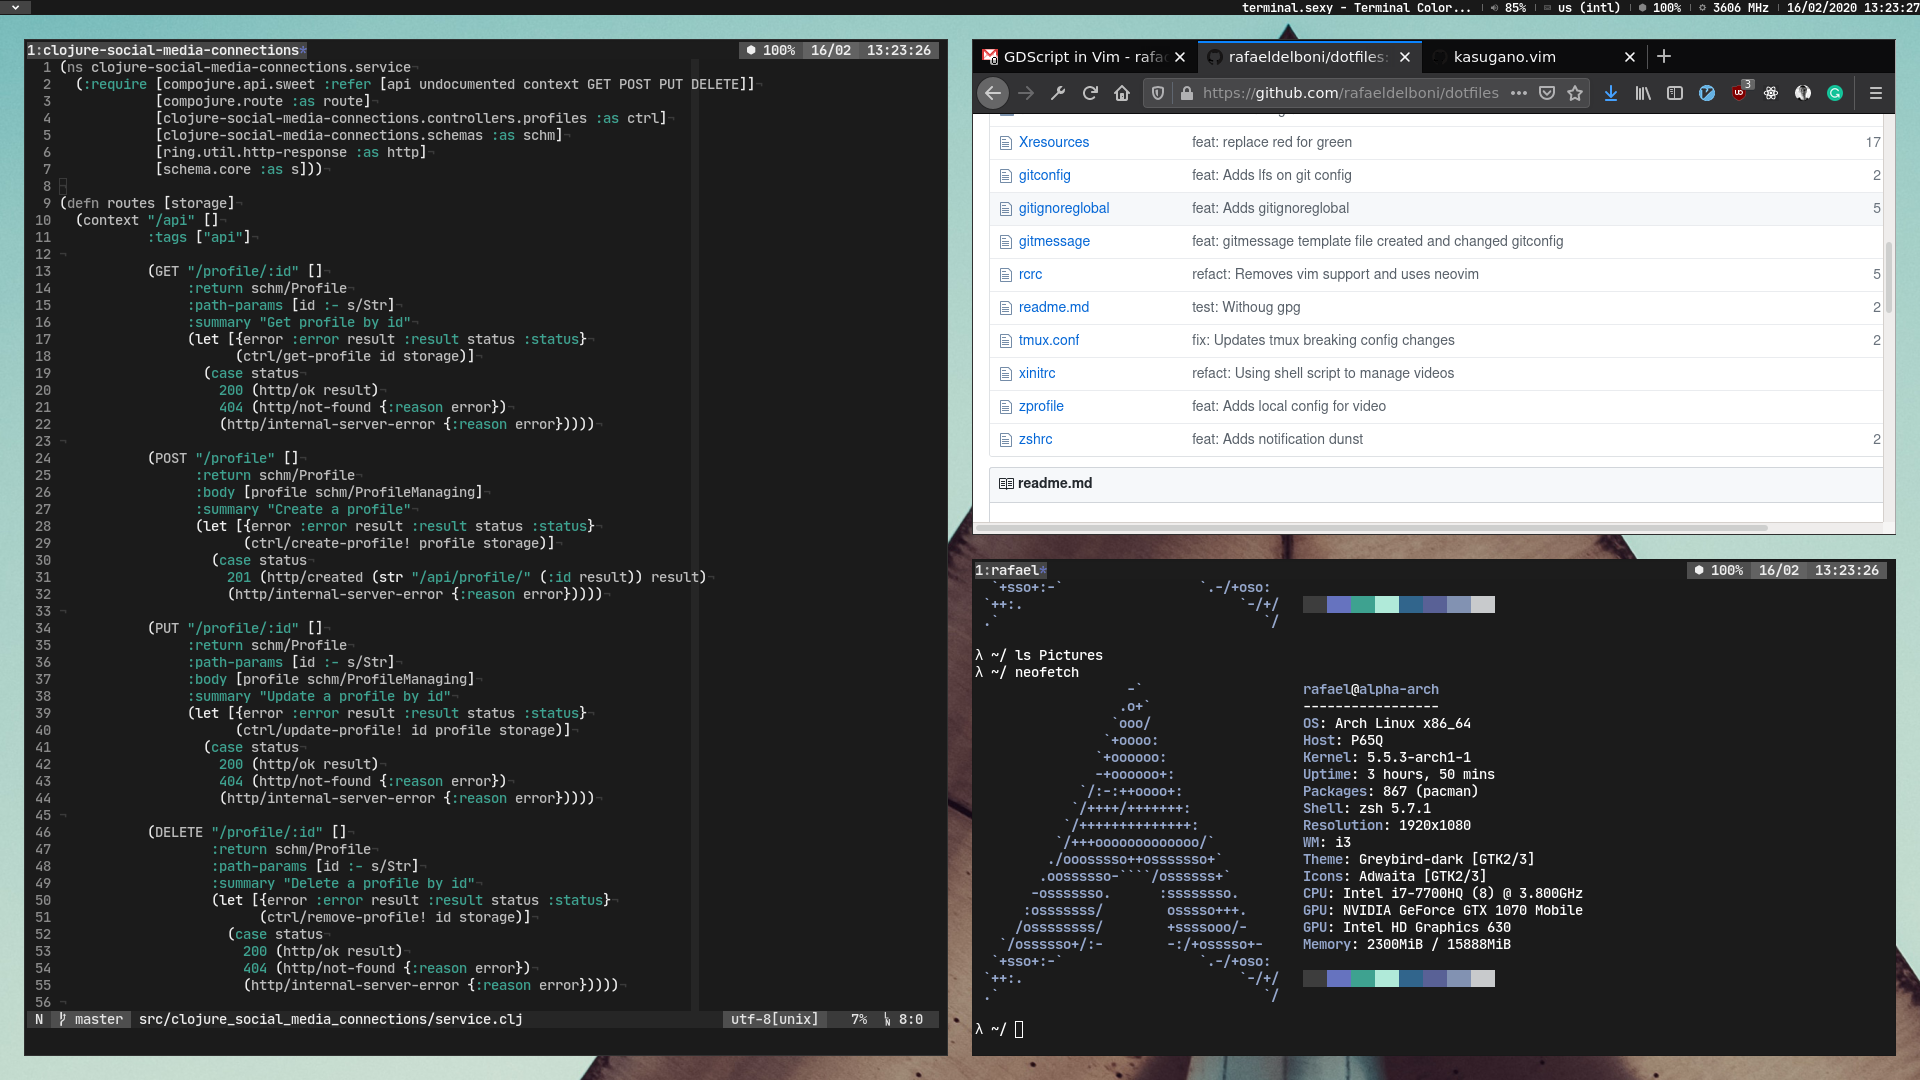 terminal.sexy - Terminal Color... 85% us (intl) 100% 3606 MHz 16/02/2020 13:23:27
1:clojure-social-media-connections* 100% 16/02 13:23:26
1 (ns clojure-social-media-connections.service¬
2   (:require [compojure.api.sweet :refer [api undocumented context GET POST PUT DELETE]]¬
3             [compojure.route :as route]¬
4             [clojure-social-media-connections.controllers.profiles :as ctrl]¬
5             [clojure-social-media-connections.schemas :as schm]¬
6             [ring.util.http-response :as http]¬
7             [schema.core :as s]))¬
8 ¬
9 (defn routes [storage]¬
10   (context "/api" []¬
11            :tags ["api"]¬
12 ¬
13            (GET "/profile/:id" []¬
14                 :return schm/Profile¬
15                 :path-params [id :- s/Str]¬
16                 :summary "Get profile by id"¬
17                 (let [{error :error result :result status :status}¬
18                       (ctrl/get-profile id storage)]¬
19                   (case status¬
20                     200 (http/ok result)¬
21                     404 (http/not-found {:reason error})¬
22                     (http/internal-server-error {:reason error}))))¬
23 ¬
24            (POST "/profile" []¬
25                  :return schm/Profile¬
26                  :body [profile schm/ProfileManaging]¬
27                  :summary "Create a profile"¬
28                  (let [{error :error result :result status :status}¬
29                        (ctrl/create-profile! profile storage)]¬
30                    (case status¬
31                      201 (http/created (str "/api/profile/" (:id result)) result)¬
32                      (http/internal-server-error {:reason error}))))¬
33 ¬
34            (PUT "/profile/:id" []¬
35                 :return schm/Profile¬
36                 :path-params [id :- s/Str]¬
37                 :body [profile schm/ProfileManaging]¬
38                 :summary "Update a profile by id"¬
39                 (let [{error :error result :result status :status}¬
40                       (ctrl/update-profile! id profile storage)]¬
41                   (case status¬
42                     200 (http/ok result)¬
43                     404 (http/not-found {:reason error})¬
44                     (http/internal-server-error {:reason error}))))¬
45 ¬
46            (DELETE "/profile/:id" []¬
47                    :return schm/Profile¬
48                    :path-params [id :- s/Str]¬
49                    :summary "Delete a profile by id"¬
50                    (let [{error :error result :result status :status}¬
51                          (ctrl/remove-profile! id storage)]¬
52                      (case status¬
53                        200 (http/ok result)¬
54                        404 (http/not-found {:reason error})¬
55                        (http/internal-server-error {:reason error}))))¬
56 ¬
N master src/clojure_social_media_connections/service.clj utf-8[unix] 7% 8:0
GDScript in Vim - rafae rafaeldelboni/dotfiles: kasugano.vim
https://github.com/rafaeldelboni/dotfiles 3
Xresources feat: replace red for green 17
gitconfig feat: Adds lfs on git config 2
gitignoreglobal feat: Adds gitignoreglobal 5
gitmessage feat: gitmessage template file created and changed gitconfig
rcrc refact: Removes vim support and uses neovim 5
readme.md test: Withoug gpg 2
tmux.conf fix: Updates tmux breaking config changes 2
xinitrc refact: Using shell script to manage videos
zprofile feat: Adds local config for video
zshrc feat: Adds notification dunst 2
readme.md
1:rafael* 100% 16/02 13:23:26
  `+sso+:-`                 `.-/+oso:
 `++:.                           `-/+/
 .`                                 `/
λ ~/ ls Pictures
λ ~/ neofetch
                   -`                    rafael@alpha-arch
                  .o+`                   -----------------
                 `ooo/                   OS: Arch Linux x86_64
                `+oooo:                  Host: P65Q
               `+oooooo:                 Kernel: 5.5.3-arch1-1
               -+oooooo+:                Uptime: 3 hours, 50 mins
             `/:-:++oooo+:               Packages: 867 (pacman)
            `/++++/+++++++:              Shell: zsh 5.7.1
           `/++++++++++++++:             Resolution: 1920x1080
          `/+++ooooooooooooo/`           WM: i3
         ./ooosssso++osssssso+`          Theme: Greybird-dark [GTK2/3]
        .oossssso-````/ossssss+`         Icons: Adwaita [GTK2/3]
       -osssssso.      :ssssssso.        CPU: Intel i7-7700HQ (8) @ 3.800GHz
      :osssssss/        osssso+++.       GPU: NVIDIA GeForce GTX 1070 Mobile
     /ossssssss/        +ssssooo/-       GPU: Intel HD Graphics 630
   `/ossssso+/:-        -:/+osssso+-     Memory: 2300MiB / 15888MiB
  `+sso+:-`                 `.-/+oso:
 `++:.                           `-/+/
 .`                                 `/
λ ~/